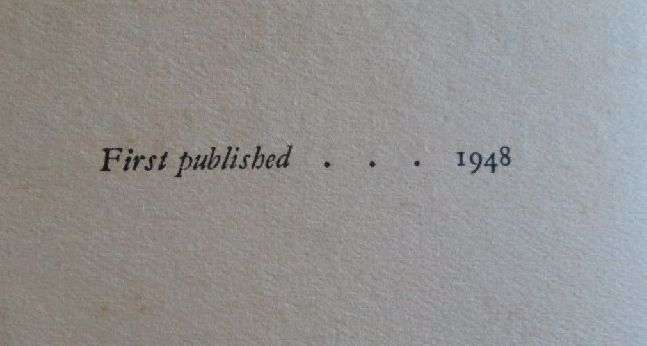 First published . . . 1948